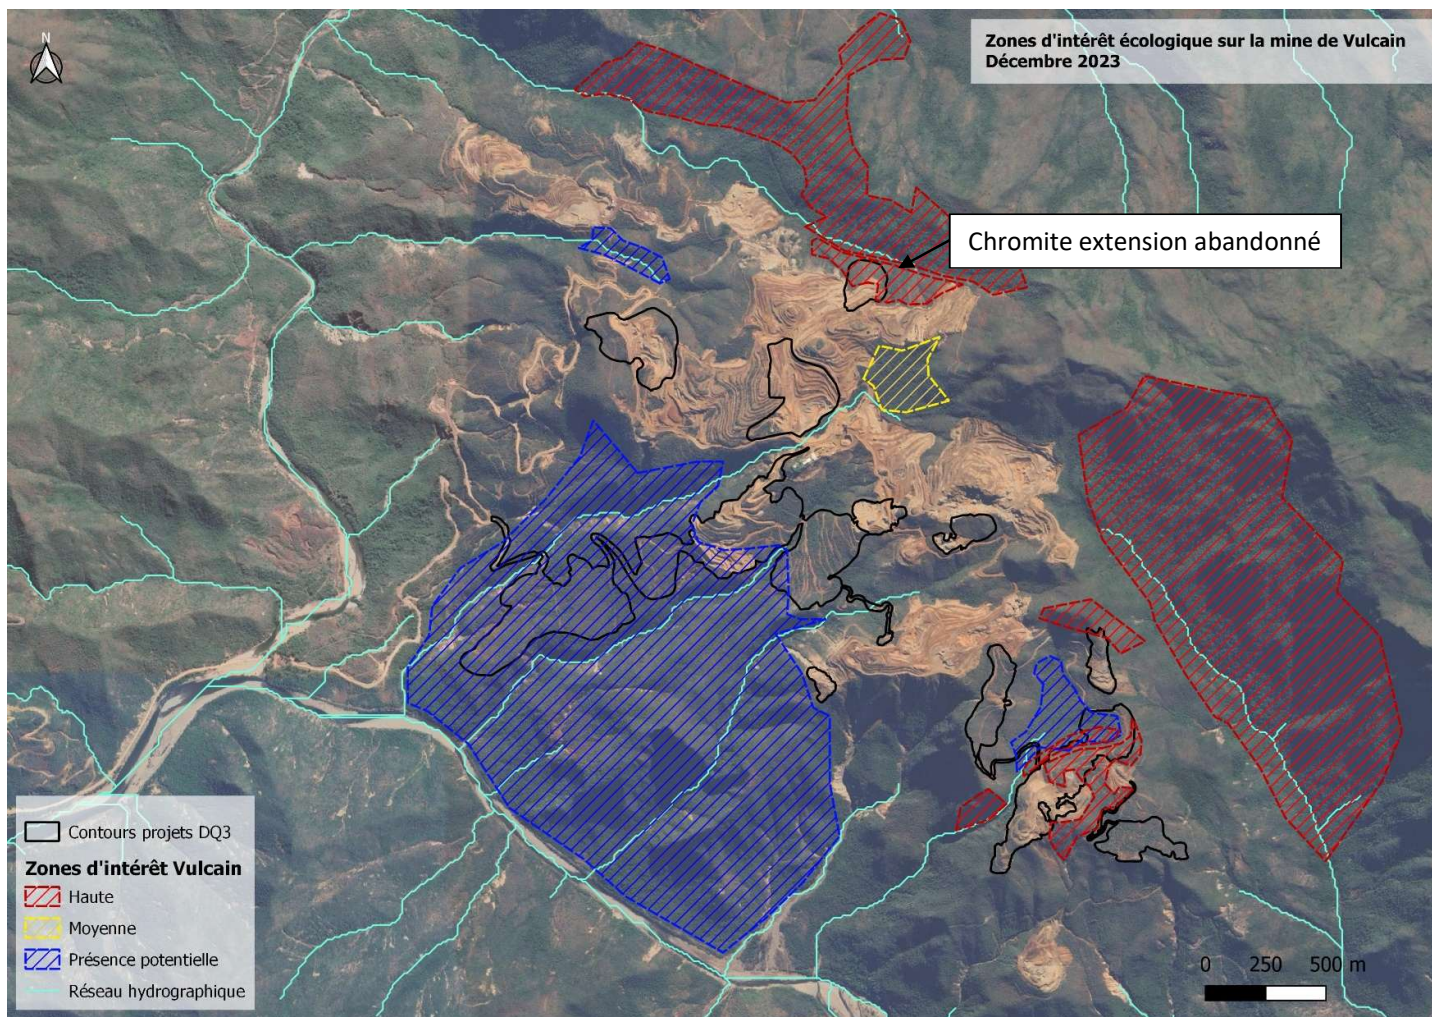 N
Zones d'intérêt écologique sur la mine de Vulcain
Décembre 2023
Chromite extension abandonné
Contours projets DQ3
Zones d'intérêt Vulcain
Haute
Moyenne
Présence potentielle
Réseau hydrographique
0 250 500 m